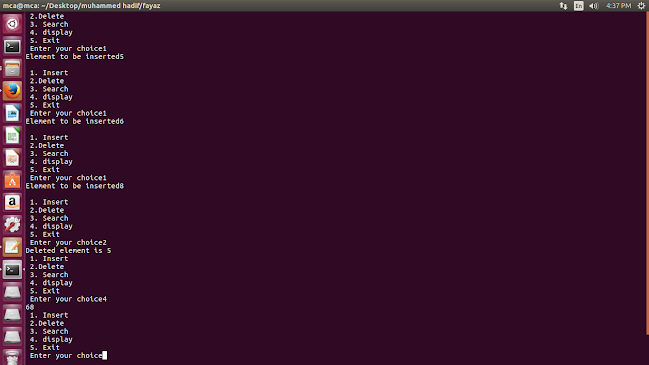 mca@mca: ~/Desktop/muhammed hadif/fayaz
En
4:37 PM
2.Delete
3. Search
4. display
5. Exit
Enter your choice1
Element to be inserted5
1. Insert
2.Delete
3. Search
4. display
5. Exit
Enter your choice1
Element to be inserted6
1. Insert
2.Delete
3. Search
4. display
5. Exit
Enter your choice1
Element to be inserted8
1. Insert
2.Delete
3. Search
4. display
5. Exit
Enter your choice2
Deleted element is 5
1. Insert
2.Delete
3. Search
4. display
5. Exit
Enter your choice4
68
1. Insert
2.Delete
3. Search
4. display
5. Exit
Enter your choice